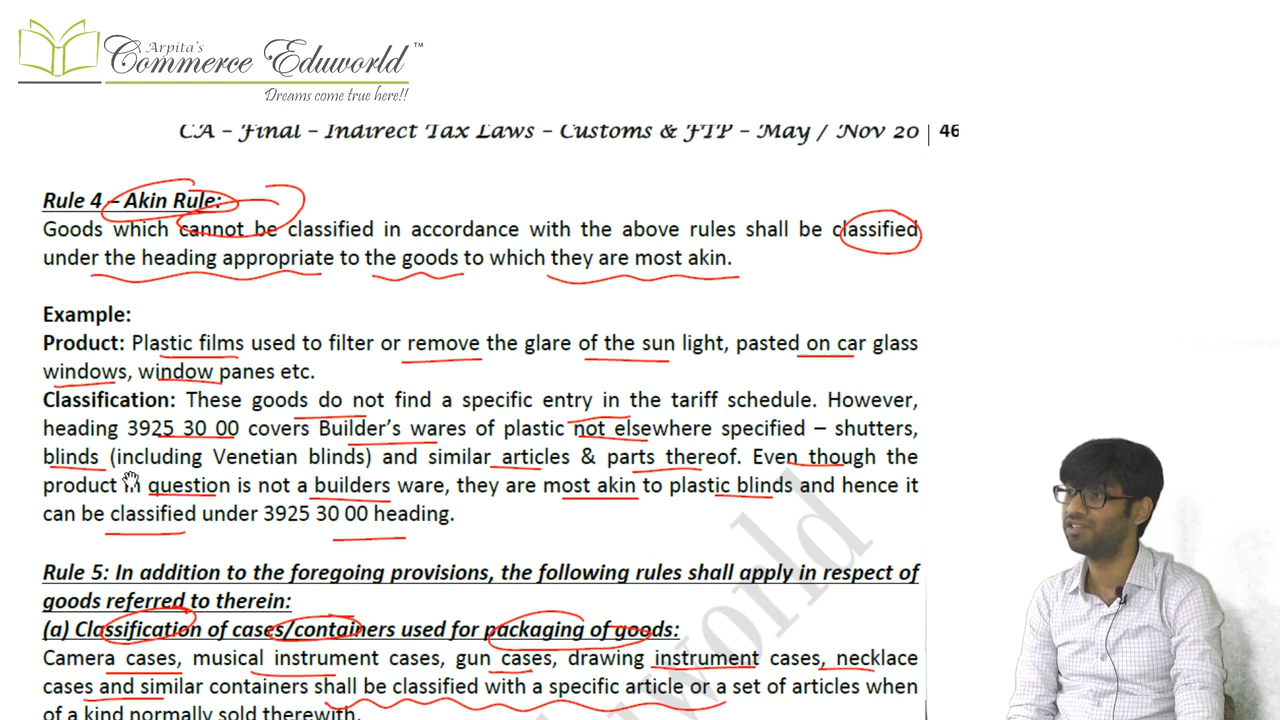 Arpita's
Commerce Eduworld™
Dreams come true here!!
CA – Final – Indirect Tax Laws – Customs & FTP – May / Nov 20 | 46
Rule 4 – Akin Rule:
Goods which cannot be classified in accordance with the above rules shall be classified
under the heading appropriate to the goods to which they are most akin.
Example:
Product: Plastic films used to filter or remove the glare of the sun light, pasted on car glass
windows, window panes etc.
Classification: These goods do not find a specific entry in the tariff schedule. However,
heading 3925 30 00 covers Builder's wares of plastic not elsewhere specified – shutters,
blinds (including Venetian blinds) and similar articles & parts thereof. Even though the
product in question is not a builders ware, they are most akin to plastic blinds and hence it
can be classified under 3925 30 00 heading.
Rule 5: In addition to the foregoing provisions, the following rules shall apply in respect of
goods referred to therein:
(a) Classification of cases/containers used for packaging of goods:
Camera cases, musical instrument cases, gun cases, drawing instrument cases, necklace
cases and similar containers shall be classified with a specific article or a set of articles when
of a kind normally sold therewith.